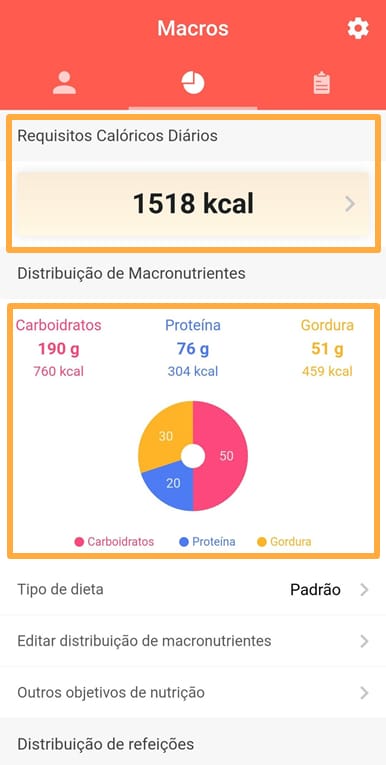 Macros
Requisitos Calóricos Diários
1518 kcal
Distribuição de Macronutrientes
Carboidratos Proteína Gordura
190 g 76 g 51 g
760 kcal 304 kcal 459 kcal
30 50
20
Carboidratos Proteína Gordura
Tipo de dieta Padrão
Editar distribuição de macronutrientes
Outros objetivos de nutrição
Distribuição de refeições